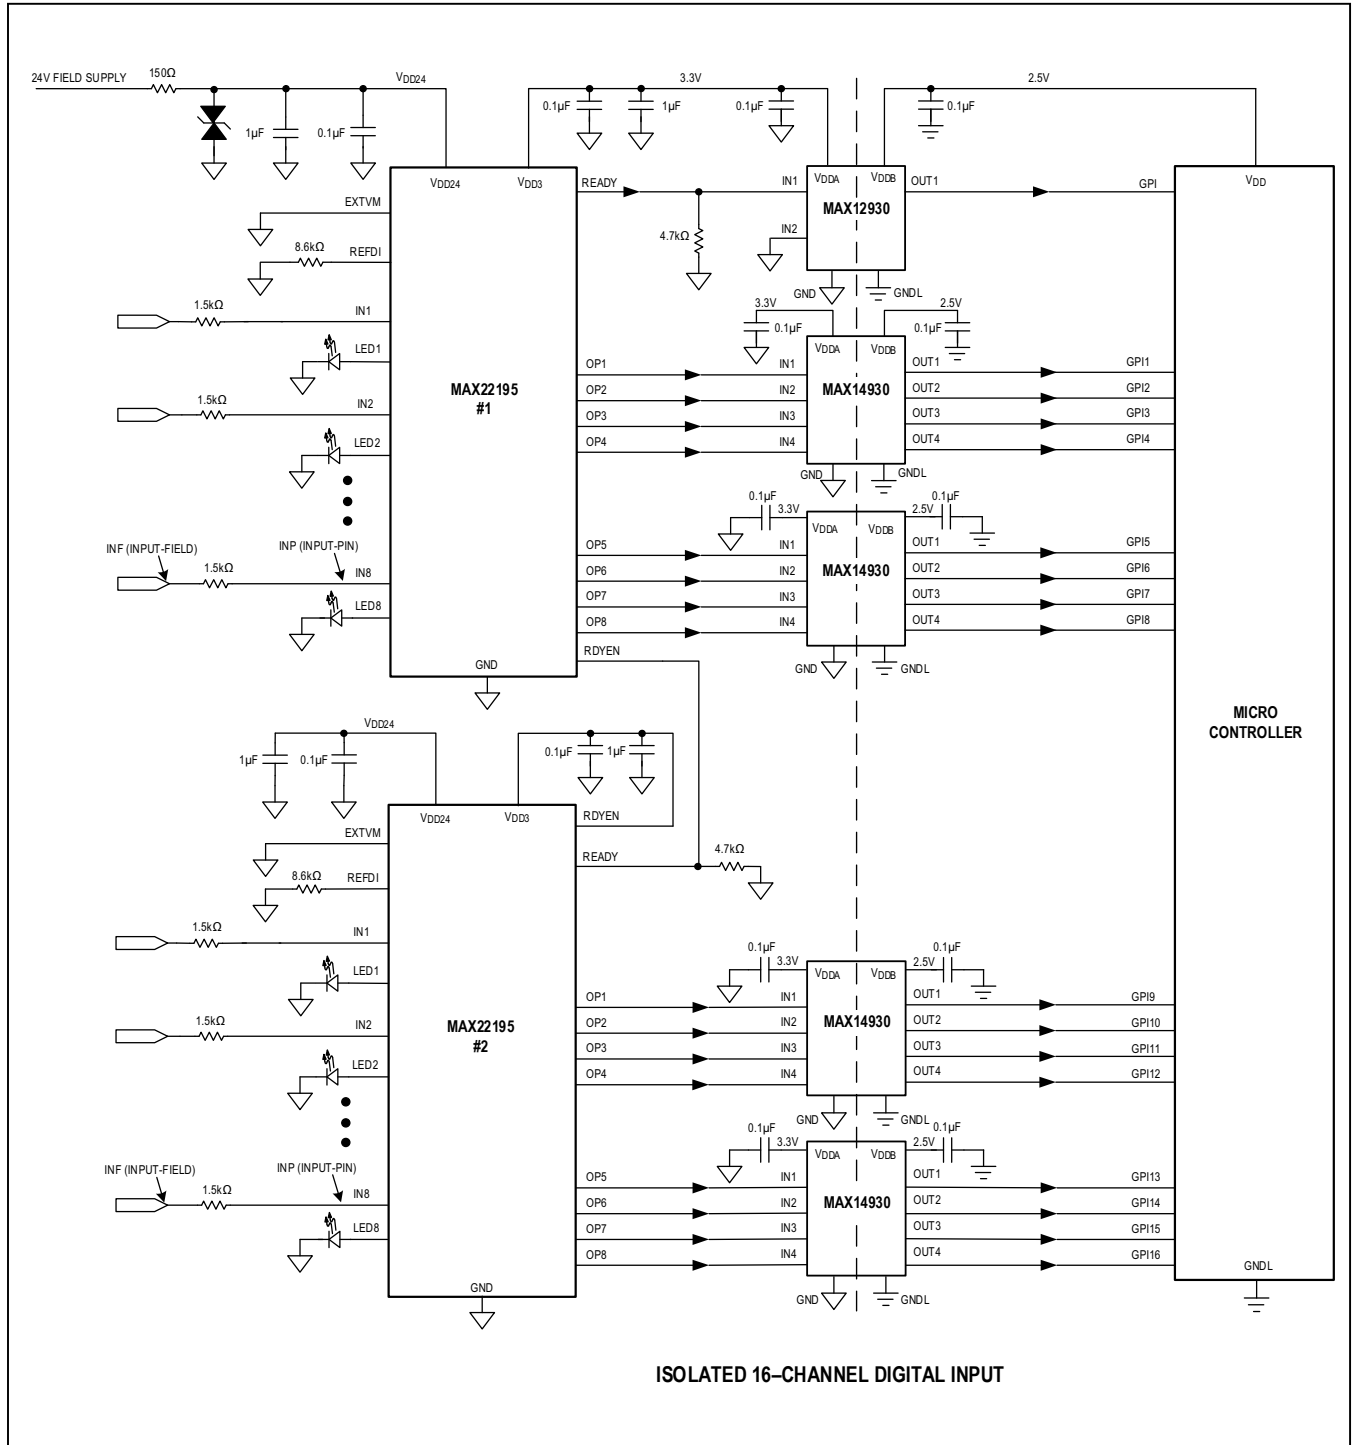 24V FIELD SUPPLY
150Ω
VDD24
3.3V
2.5V
1µF
0.1µF
0.1µF
1µF
0.1µF
0.1µF
VDD24
VDD3
READY
IN1
VDDA
VDDB
OUT1
GPI
VDD
EXTVM
MAX12930
8.6kΩ
REFDI
4.7kΩ
IN2
GND
GNDL
1.5kΩ
IN1
3.3V
2.5V
0.1µF
0.1µF
LED1
VDDA
VDDB
OP1
IN1
OUT1
GPI1
MAX22195
#1
MAX14930
OP2
IN2
OUT2
GPI2
1.5kΩ
IN2
OP3
IN3
OUT3
GPI3
LED2
OP4
IN4
OUT4
GPI4
GND
GNDL
0.1µF
3.3V
2.5V
0.1µF
VDDA
VDDB
INF (INPUT-FIELD)
INP (INPUT-PIN)
OP5
IN1
OUT1
GPI5
1.5kΩ
IN8
OP6
IN2
MAX14930
OUT2
GPI6
LED8
OP7
IN3
OUT3
GPI7
OP8
IN4
OUT4
GPI8
RDYEN
GND
GND
GNDL
MICRO
CONTROLLER
VDD24
1µF
0.1µF
0.1µF
1µF
VDD24
VDD3
RDYEN
EXTVM
READY
4.7kΩ
8.6kΩ
REFDI
1.5kΩ
IN1
0.1µF
3.3V
2.5V
0.1µF
LED1
VDDA
VDDB
OP1
IN1
OUT1
GPI9
MAX22195
#2
MAX14930
1.5kΩ
IN2
OP2
IN2
OUT2
GPI10
OP3
IN3
OUT3
GPI11
LED2
OP4
IN4
OUT4
GPI12
GND
GNDL
0.1µF
3.3V
2.5V
0.1µF
VDDA
VDDB
INF (INPUT-FIELD)
INP (INPUT-PIN)
OP5
IN1
OUT1
GPI13
1.5kΩ
IN8
OP6
IN2
MAX14930
OUT2
GPI14
LED8
OP7
IN3
OUT3
GPI15
OP8
IN4
OUT4
GPI16
GND
GND
GNDL
GNDL
ISOLATED 16–CHANNEL DIGITAL INPUT